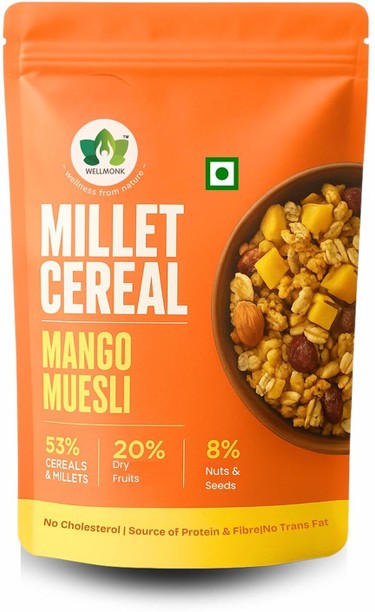 TM
WELLMONK
- wellness from nature -
MILLET
CEREAL
MANGO
MUESLI
53%
CEREALS
& MILLETS
20%
Dry
Fruits
8%
Nuts &
Seeds
No Cholesterol | Source of Protein & Fibre|No Trans Fat